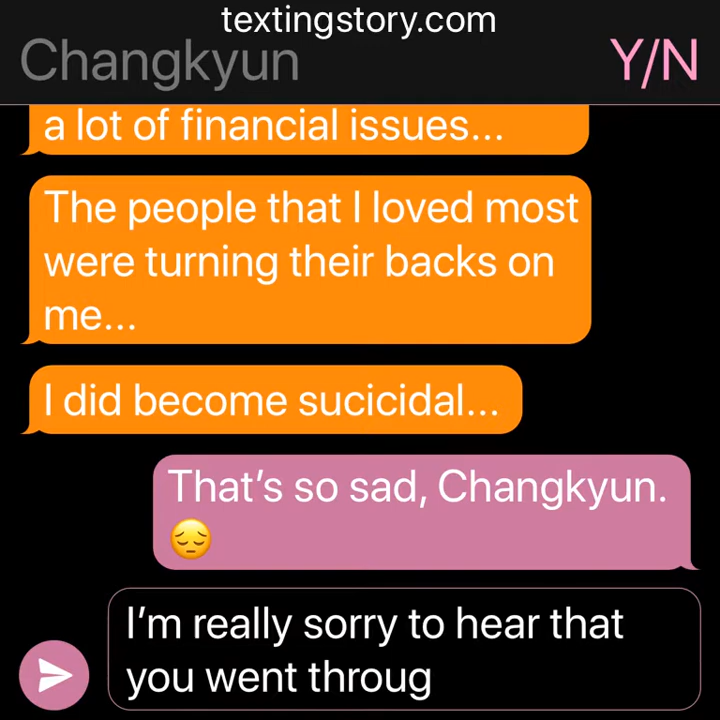 textingstory.com
Changkyun
Y/N
a lot of financial issues...
The people that I loved most
were turning their backs on
me...
I did become sucicidal...
That’s so sad, Changkyun.
😔
I’m really sorry to hear that
you went throug